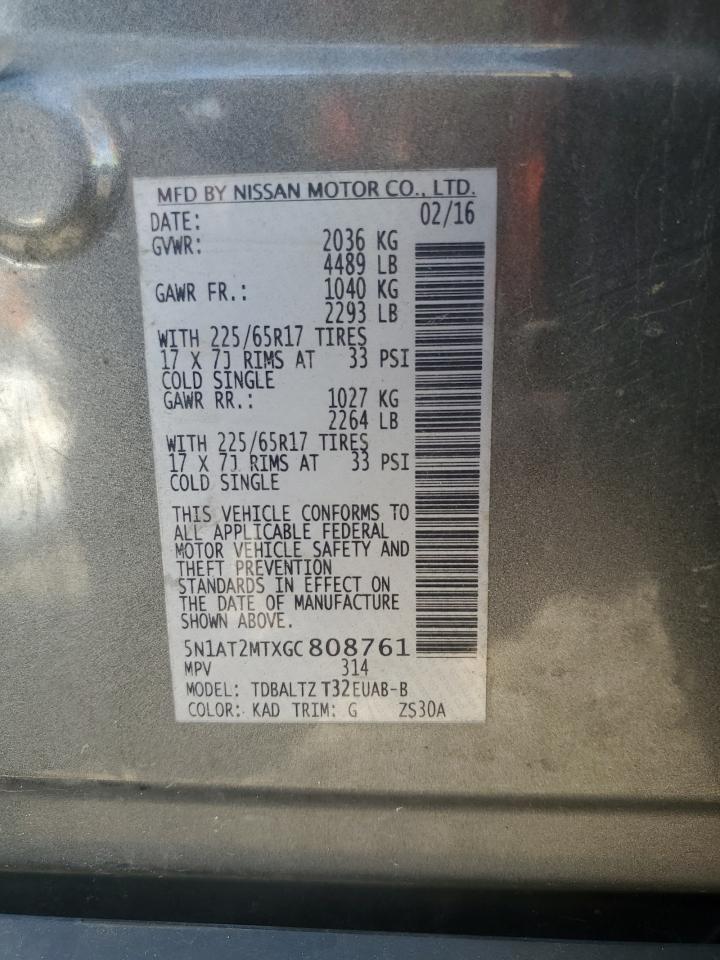 MFD BY NISSAN MOTOR CO., LTD.
DATE: 02/16
GVWR: 2036 KG
4489 LB
GAWR FR.: 1040 KG
2293 LB
WITH 225/65R17 TIRES
17 X 7J RIMS AT 33 PSI
COLD SINGLE
GAWR RR.: 1027 KG
2264 LB
WITH 225/65R17 TIRES
17 X 7J RIMS AT 33 PSI
COLD SINGLE
THIS VEHICLE CONFORMS TO
ALL APPLICABLE FEDERAL
MOTOR VEHICLE SAFETY AND
THEFT PREVENTION
STANDARDS IN EFFECT ON
THE DATE OF MANUFACTURE
SHOWN ABOVE.
5N1AT2MTXGC808761
MPV 314
MODEL: TDBALTZ T32EUAB-B
COLOR: KAD TRIM: G ZS30A